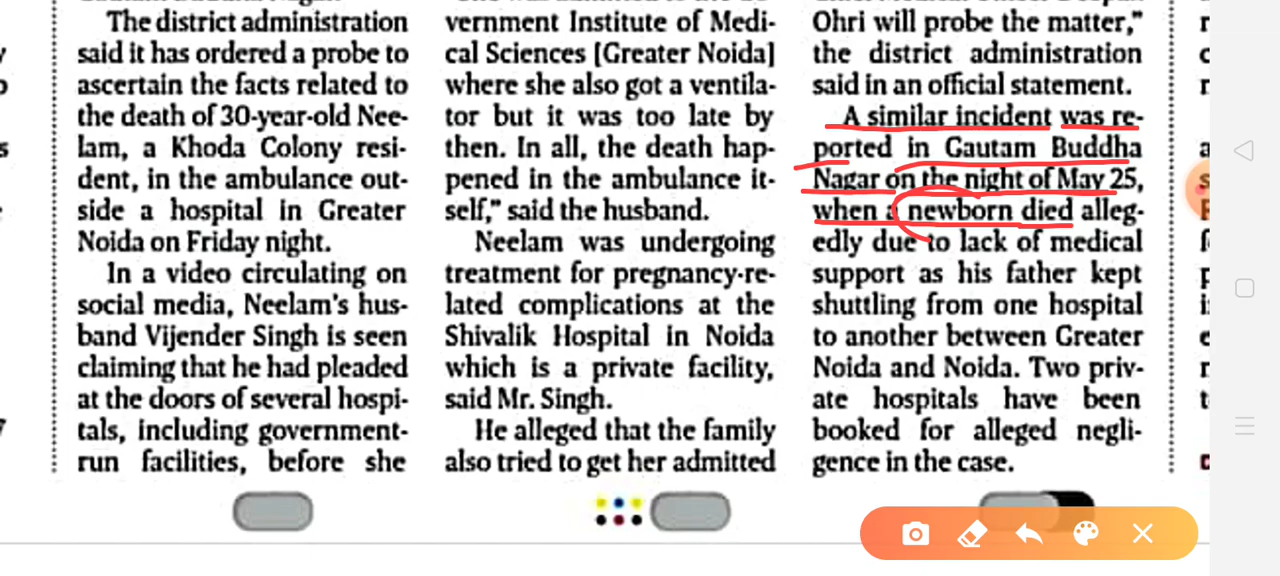 The district administration
said it has ordered a probe to
ascertain the facts related to
the death of 30-year-old Nee-
lam, a Khoda Colony resi-
dent, in the ambulance out-
side a hospital in Greater
Noida on Friday night.
In a video circulating on
social media, Neelam's hus-
band Vijender Singh is seen
claiming that he had pleaded
at the doors of several hospi-
tals, including government-
run facilities, before she
vernment Institute of Medi-
cal Sciences [Greater Noida]
where she also got a ventila-
tor but it was too late by
then. In all, the death hap-
pened in the ambulance it-
self," said the husband.
Neelam was undergoing
treatment for pregnancy-re-
lated complications at the
Shivalik Hospital in Noida
which is a private facility,
said Mr. Singh.
He alleged that the family
also tried to get her admitted
Ohri will probe the matter,"
the district administration
said in an official statement.
A similar incident was re-
ported in Gautam Buddha
Nagar on the night of May 25,
when a newborn died alleg-
edly due to lack of medical
support as his father kept
shuttling from one hospital
to another between Greater
Noida and Noida. Two priv-
ate hospitals have been
booked for alleged negli-
gence in the case.